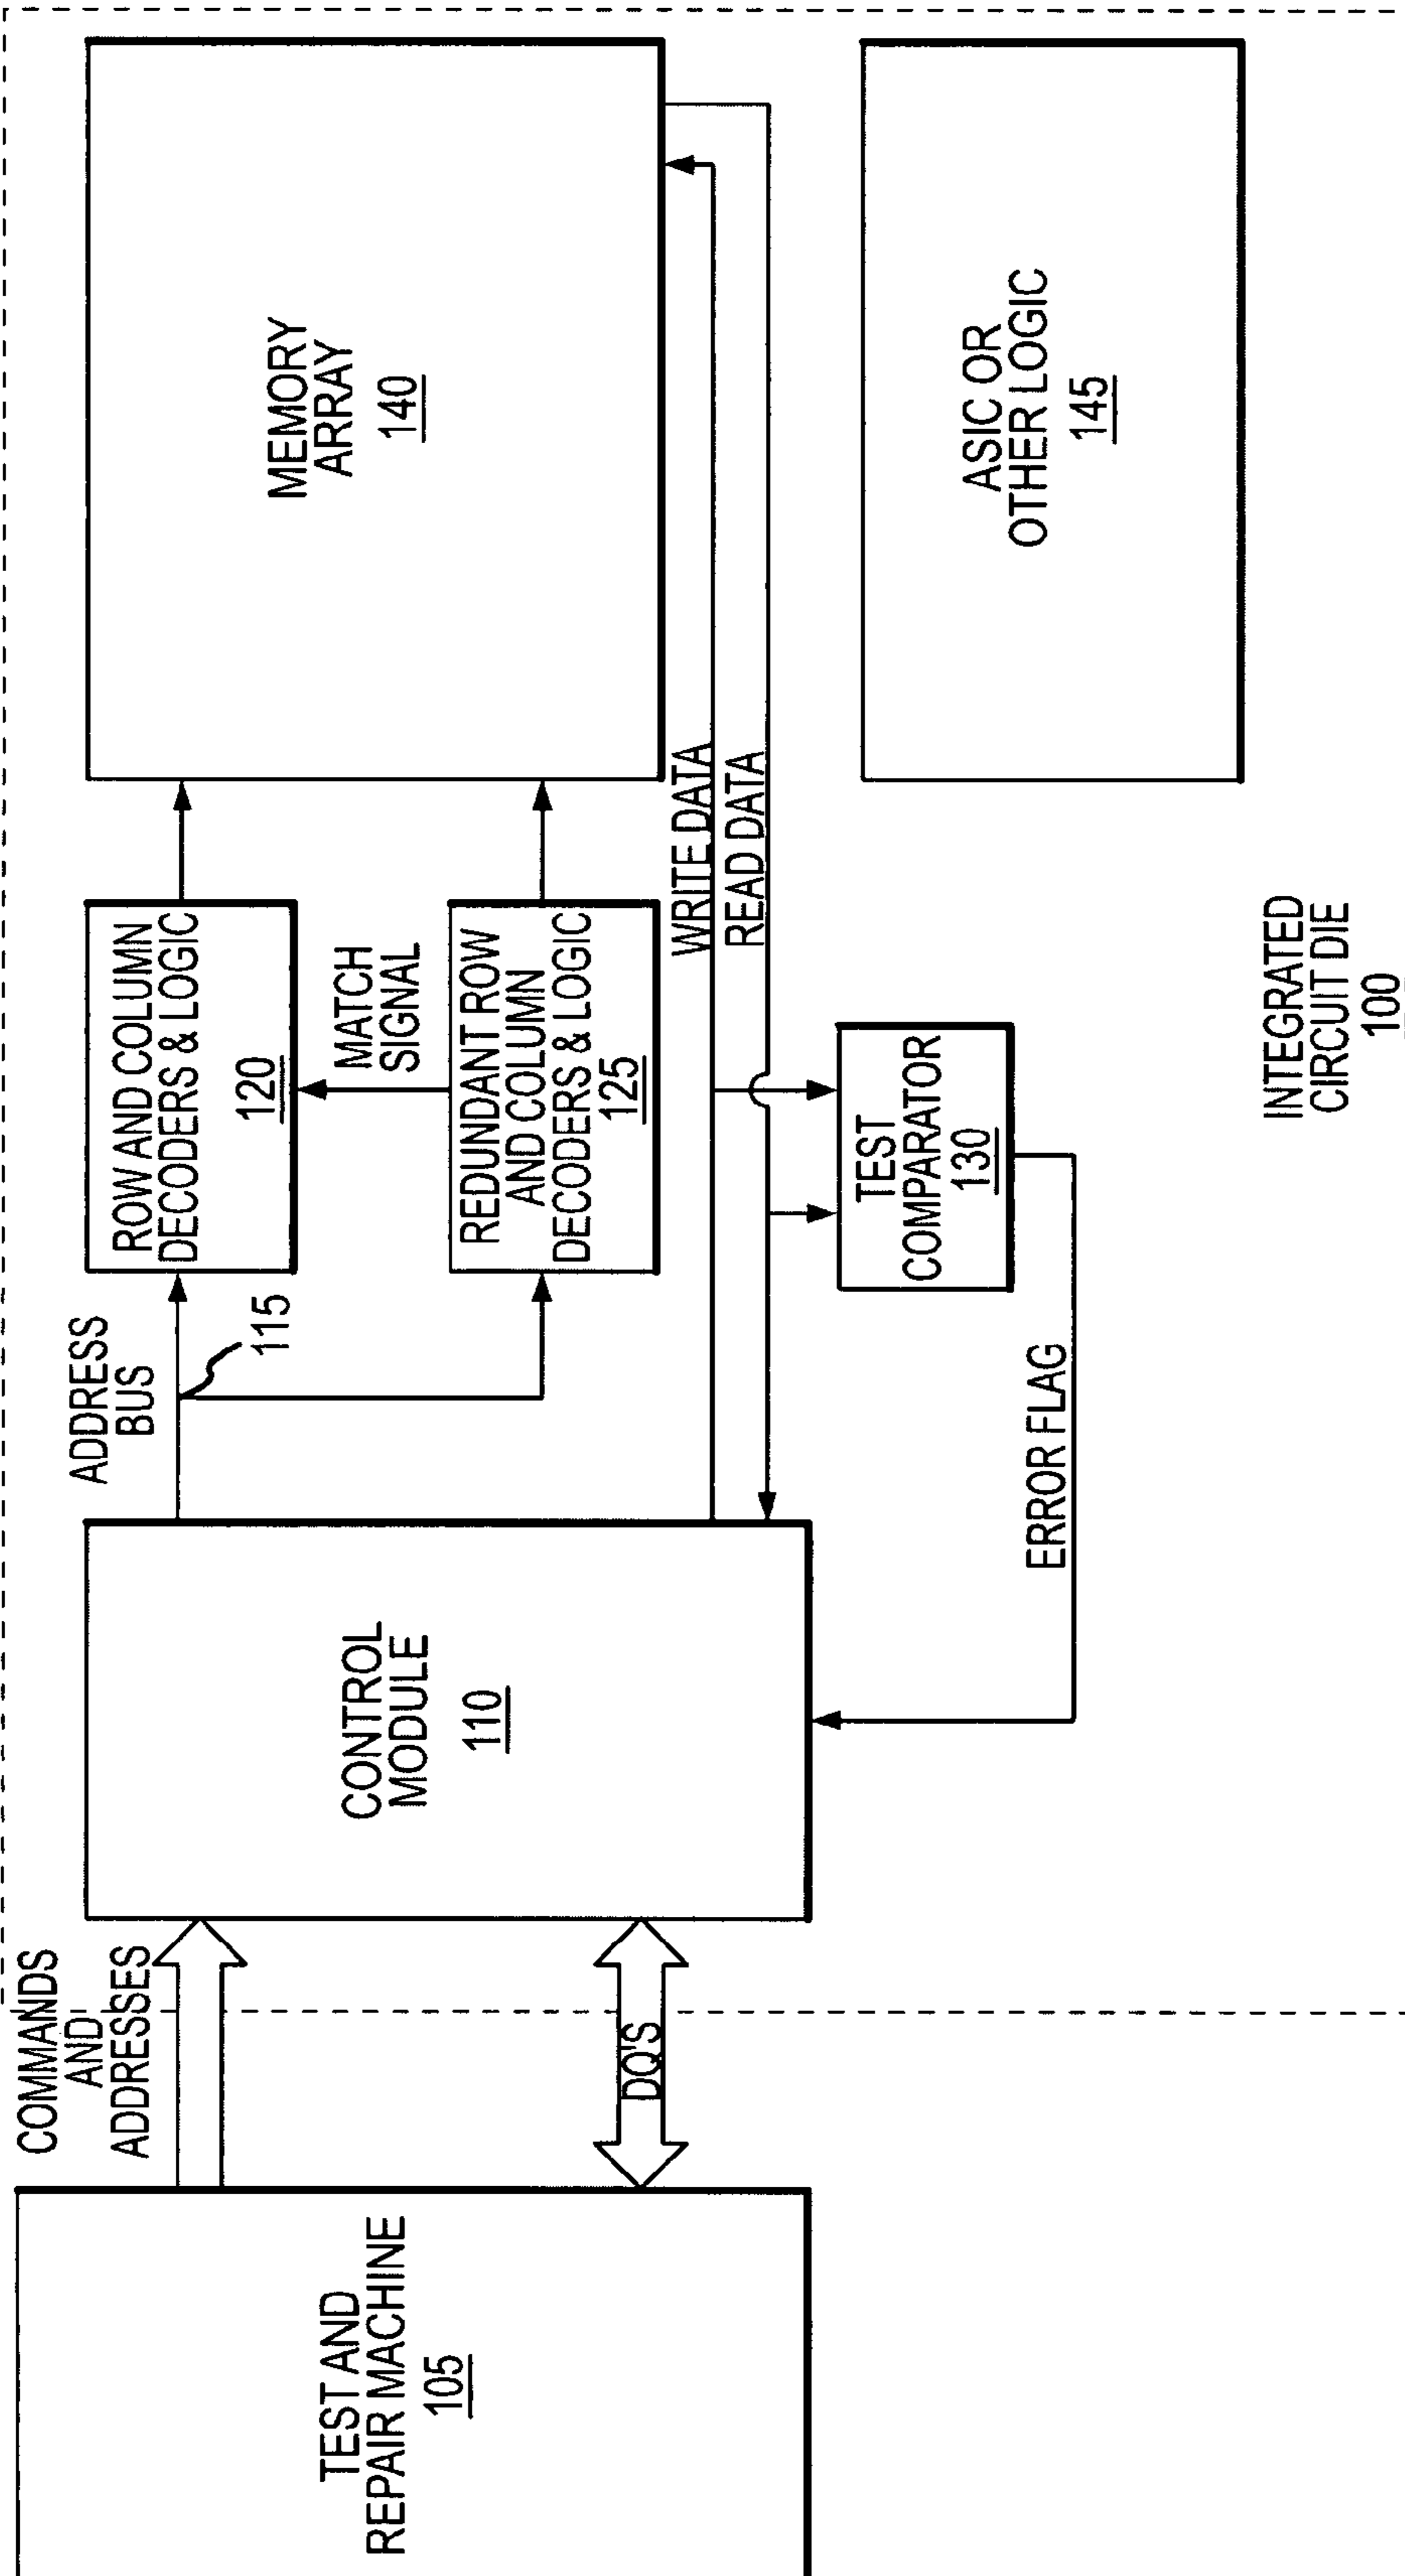 TEST AND
REPAIR MACHINE
105
COMMANDS
AND
ADDRESSES
DQ'S
CONTROL
MODULE
110
ADDRESS
BUS
115
ROW AND COLUMN
DECODERS & LOGIC
120
MATCH
SIGNAL
REDUNDANT ROW
AND COLUMN
DECODERS & LOGIC
125
WRITE DATA
READ DATA
TEST
COMPARATOR
130
ERROR FLAG
MEMORY
ARRAY
140
ASIC OR
OTHER LOGIC
145
INTEGRATED
CIRCUIT DIE
100